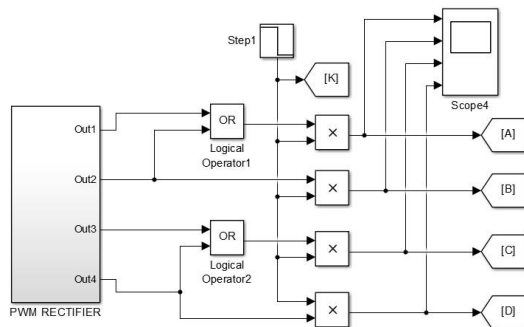 Step1
[K]
Scope4
Out1
OR
×
[A]
Logical
Operator1
Out2
×
[B]
Out3
OR
×
[C]
Logical
Operator2
Out4
×
[D]
PWM RECTIFIER